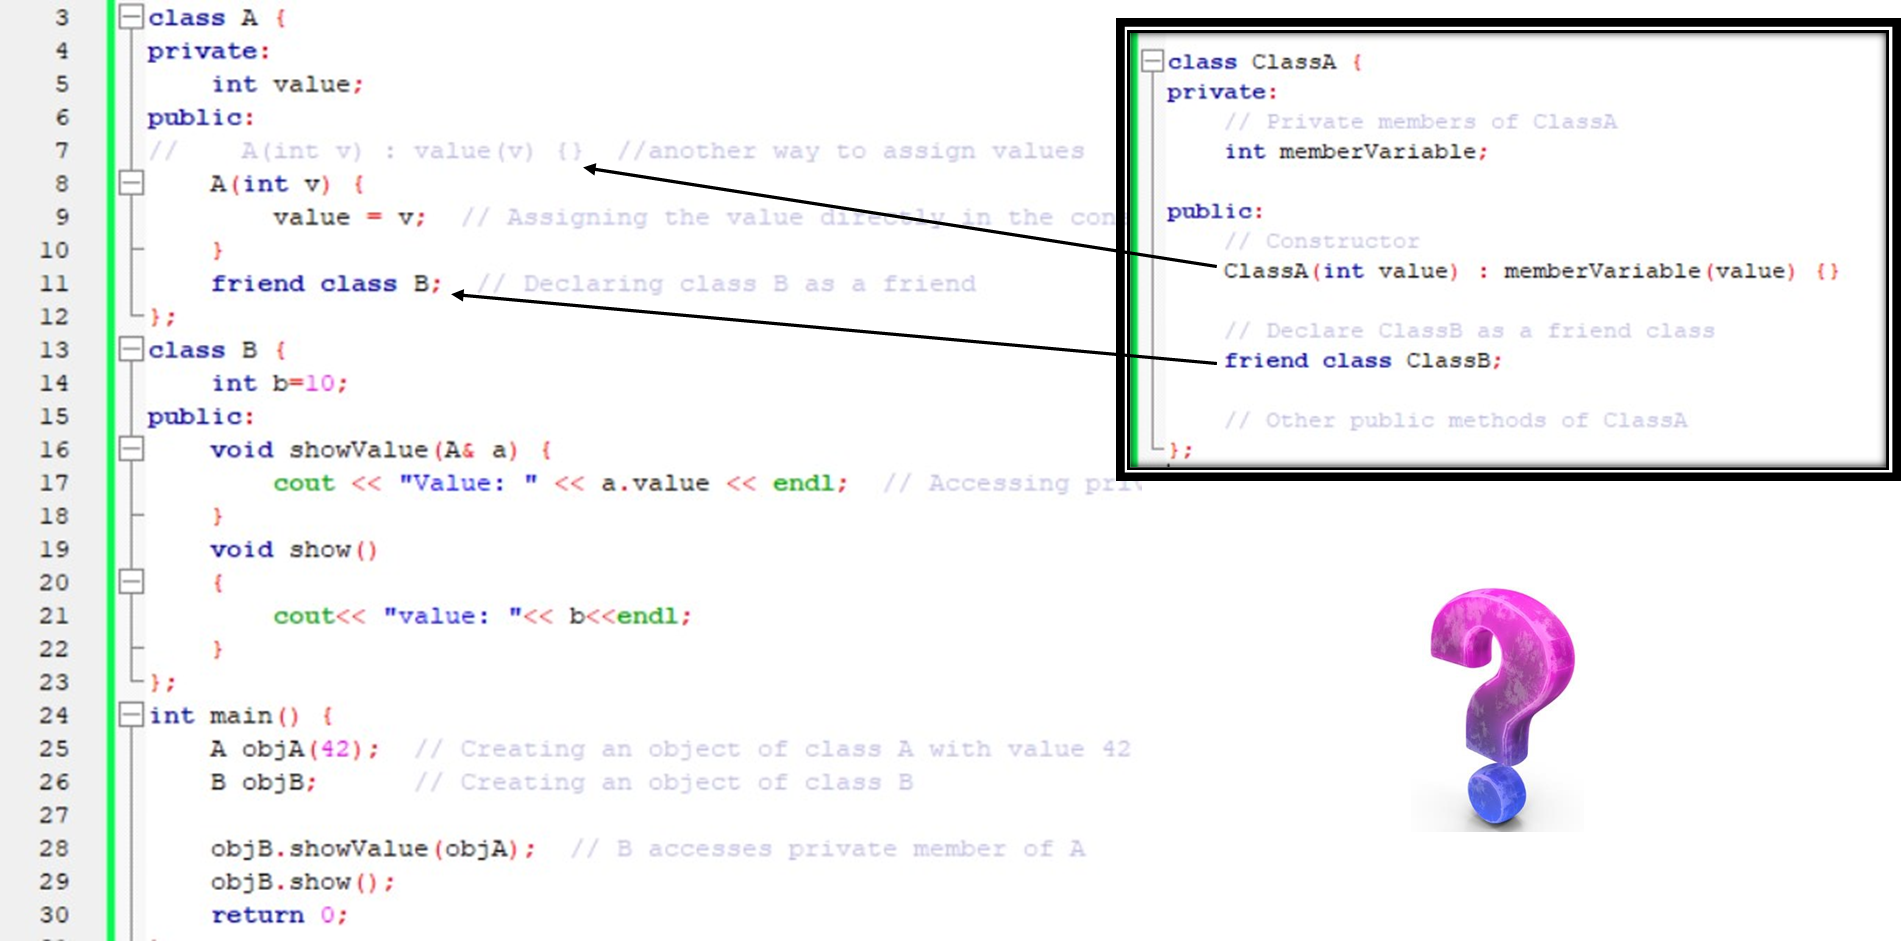 3 class A {
4 private:
5 int value;
6 public:
7 // A(int v) : value(v) {} //another way to assign values
8 A(int v) {
9 value = v; // Assigning the value directly in the
10 }
11 friend class B; // Declaring class B as a friend
12 };
13 class B {
14 int b=10;
15 public:
16 void showValue(A& a) {
17 cout << "Value: " << a.value << endl; // Accessing
18 }
19 void show()
20 {
21 cout<< "value: "<< b<<endl;
22 }
23 };
24 int main() {
25 A objA(42); // Creating an object of class A with value 42
26 B objB; // Creating an object of class B
27
28 objB.showValue(objA); // B accesses private member of A
29 objB.show();
30 return 0;
class ClassA {
private:
// Private members of ClassA
int memberVariable;
public:
// Constructor
ClassA(int value) : memberVariable(value) {}
// Declare ClassB as a friend class
friend class ClassB;
// Other public methods of ClassA
};